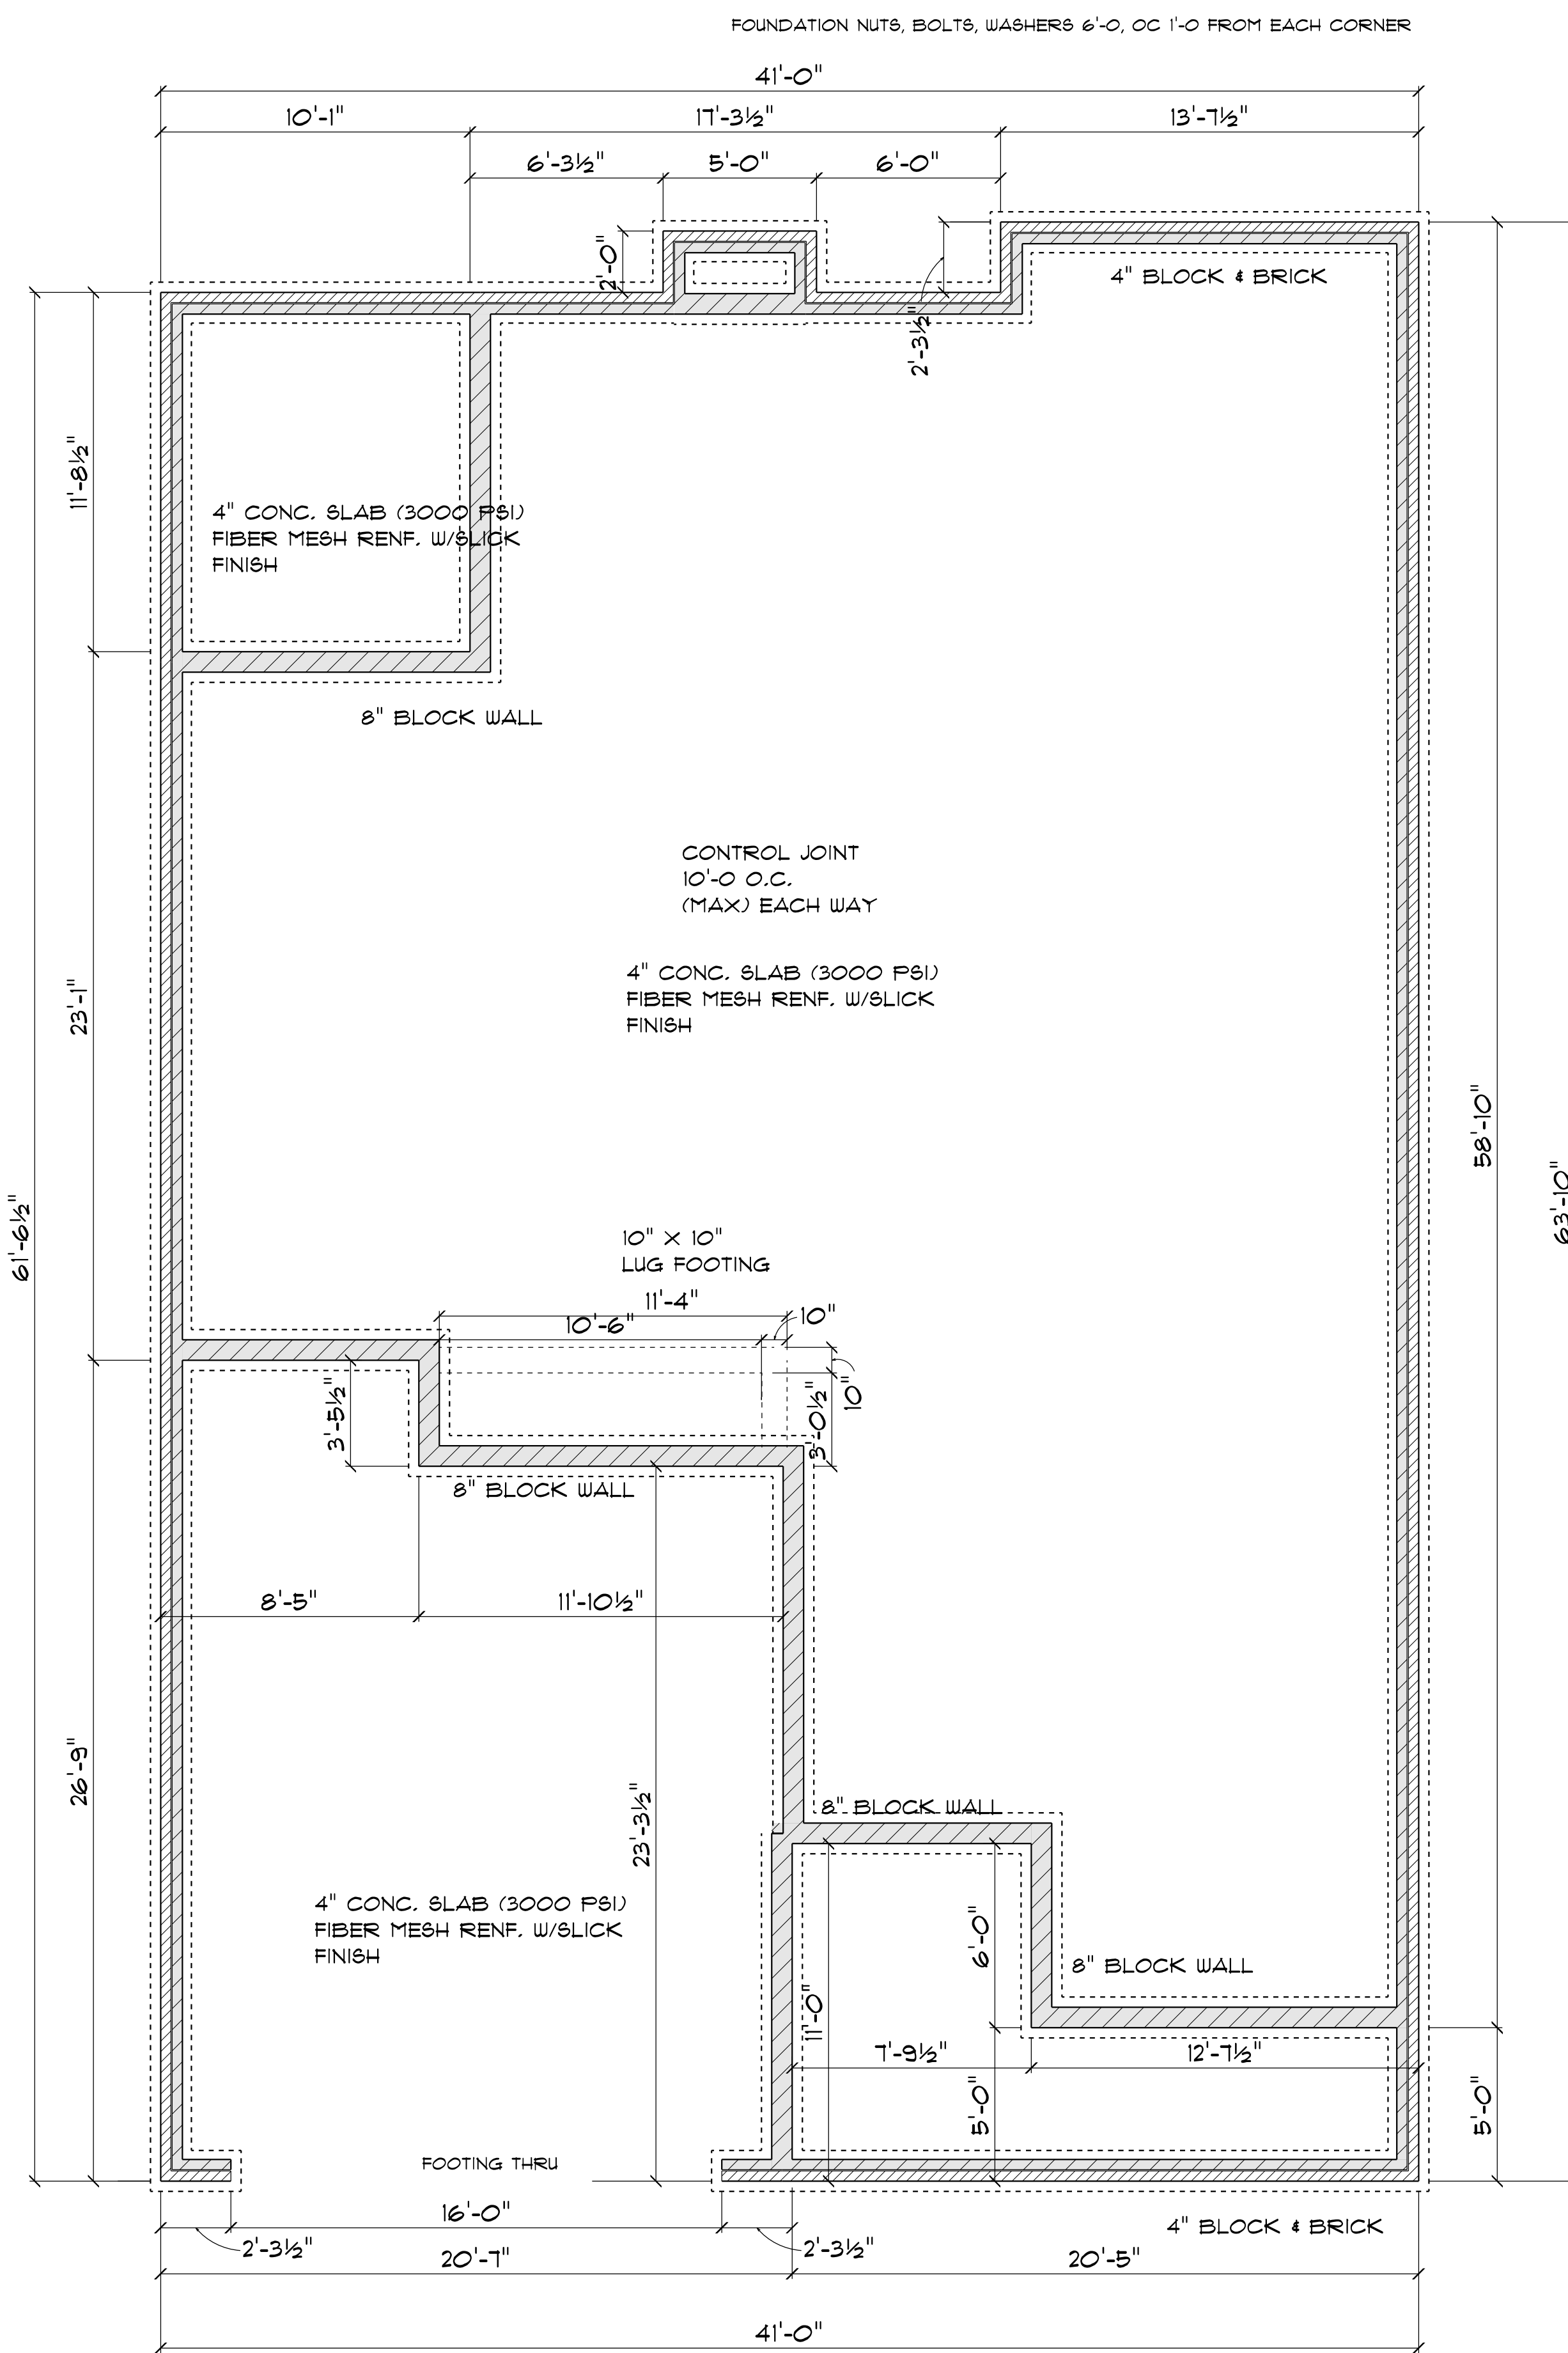 FOUNDATION NUTS, BOLTS, WASHERS 6'-0, OC 1'-0 FROM EACH CORNER
41'-0"
10'-1"
17'-3½"
13'-7½"
6'-3½"
5'-0"
6'-0"
2'-0"
2'-3½"
4" BLOCK & BRICK
11'-8½"
4" CONC. SLAB (3000 PSI)
FIBER MESH RENF. W/SLICK
FINISH
8" BLOCK WALL
CONTROL JOINT
10'-0 O.C.
(MAX) EACH WAY
4" CONC. SLAB (3000 PSI)
FIBER MESH RENF. W/SLICK
FINISH
23'-1"
58'-10"
61'-6½"
63'-10"
10" X 10"
LUG FOOTING
11'-4"
10'-6"
10"
10"
3'-5½"
3'-0½"
8" BLOCK WALL
8'-5"
11'-10½"
26'-9"
23'-3½"
8" BLOCK WALL
4" CONC. SLAB (3000 PSI)
FIBER MESH RENF. W/SLICK
FINISH
6'-0"
8" BLOCK WALL
11'-0"
7'-9½"
12'-7½"
5'-0"
5'-0"
FOOTING THRU
16'-0"
4" BLOCK & BRICK
2'-3½"
2'-3½"
20'-7"
20'-5"
41'-0"